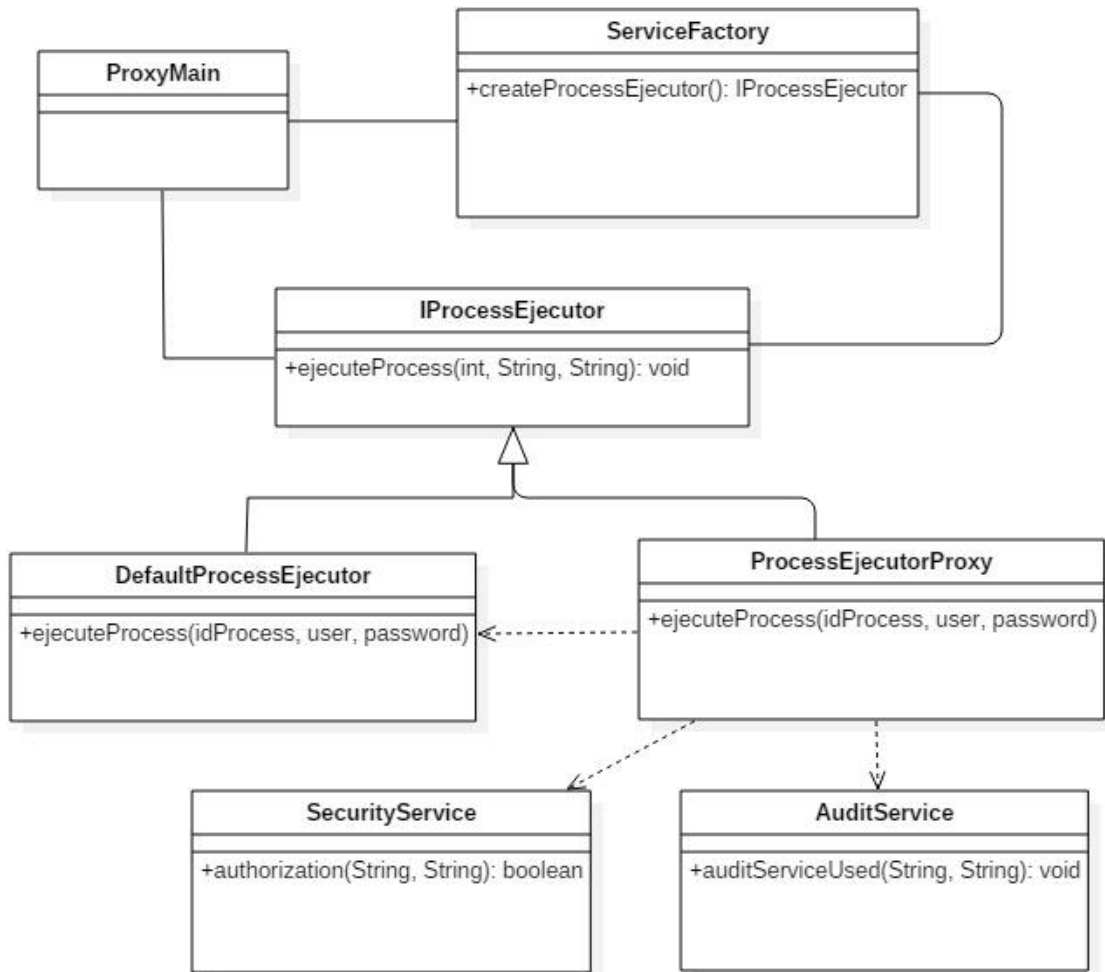 ServiceFactory
+createProcessEjecutor(): IProcessEjecutor
ProxyMain
IProcessEjecutor
+ejecuteProcess(int, String, String): void
DefaultProcessEjecutor
+ejecuteProcess(idProcess, user, password)
ProcessEjecutorProxy
+ejecuteProcess(idProcess, user, password)
SecurityService
+authorization(String, String): boolean
AuditService
+auditServiceUsed(String, String): void